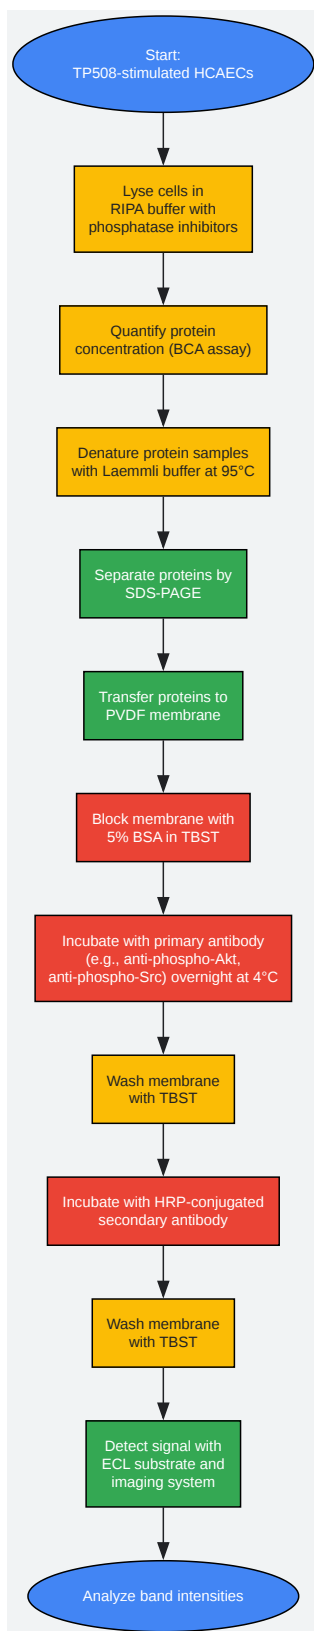 Start:
TP508-stimulated HCAECs
Lyse cells in
RIPA buffer with
phosphatase inhibitors
Quantify protein
concentration (BCA assay)
Denature protein samples
with Laemmli buffer at 95°C
Separate proteins by
SDS-PAGE
Transfer proteins to
PVDF membrane
Block membrane with
5% BSA in TBST
Incubate with primary antibody
(e.g., anti-phospho-Akt,
anti-phospho-Src) overnight at 4°C
Wash membrane
with TBST
Incubate with HRP-conjugated
secondary antibody
Wash membrane
with TBST
Detect signal with
ECL substrate and
imaging system
Analyze band intensities